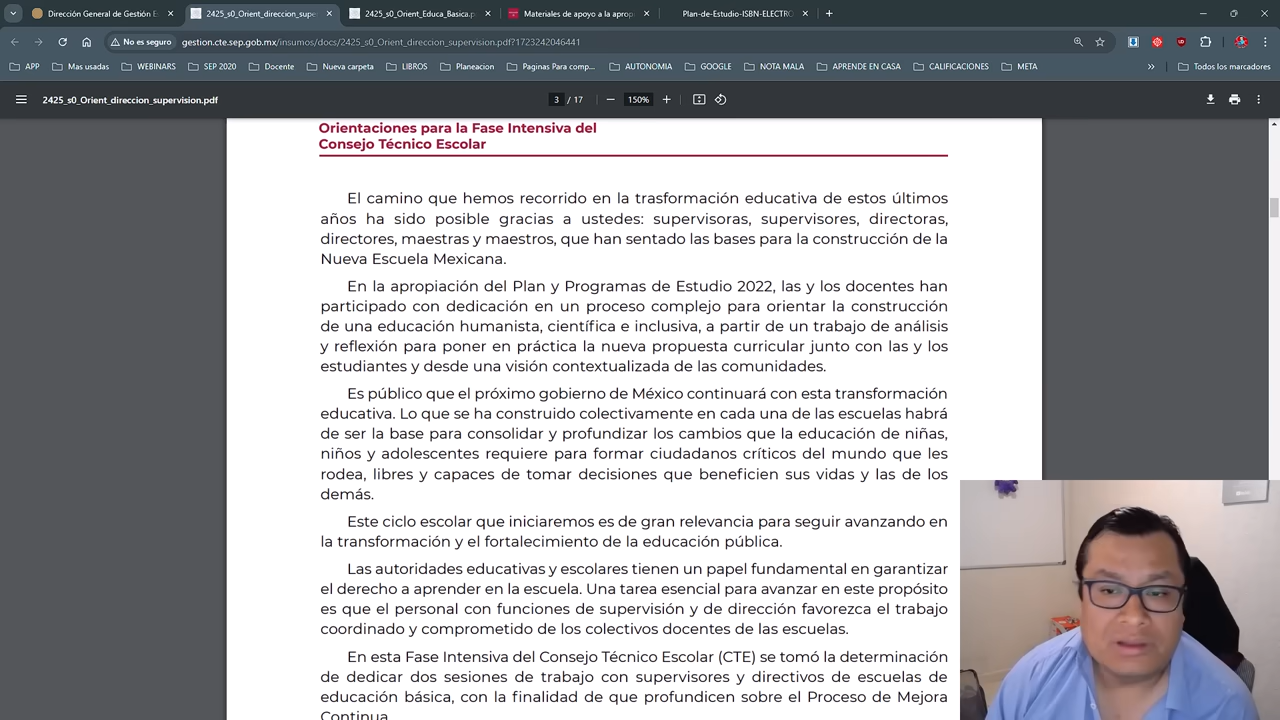 Dirección General de Gestión E
2425_s0_Orient_direccion_supe
2425_s0_Orient_Educa_Basica.p
Materiales de apoyo a la aprop
Plan-de-Estudio-ISBN-ELECTRO
No es seguro
gestion.cte.sep.gob.mx/insumos/docs/2425_s0_Orient_direccion_supervision.pdf?1723242046441
APP
Mas usadas
WEBINARS
SEP 2020
Docente
Nueva carpeta
LIBROS
Planeacion
Paginas Para comp...
AUTONOMIA
GOOGLE
NOTA MALA
APRENDE EN CASA
CALIFICACIONES
META
Todos los marcadores
2425_s0_Orient_direccion_supervision.pdf
3 / 17
150%
Orientaciones para la Fase Intensiva del
Consejo Técnico Escolar
El camino que hemos recorrido en la trasformación educativa de estos últimos
años ha sido posible gracias a ustedes: supervisoras, supervisores, directoras,
directores, maestras y maestros, que han sentado las bases para la construcción de la
Nueva Escuela Mexicana.
En la apropiación del Plan y Programas de Estudio 2022, las y los docentes han
participado con dedicación en un proceso complejo para orientar la construcción
de una educación humanista, científica e inclusiva, a partir de un trabajo de análisis
y reflexión para poner en práctica la nueva propuesta curricular junto con las y los
estudiantes y desde una visión contextualizada de las comunidades.
Es público que el próximo gobierno de México continuará con esta transformación
educativa. Lo que se ha construido colectivamente en cada una de las escuelas habrá
de ser la base para consolidar y profundizar los cambios que la educación de niñas,
niños y adolescentes requiere para formar ciudadanos críticos del mundo que les
rodea, libres y capaces de tomar decisiones que beneficien sus vidas y las de los
demás.
Este ciclo escolar que iniciaremos es de gran relevancia para seguir avanzando en
la transformación y el fortalecimiento de la educación pública.
Las autoridades educativas y escolares tienen un papel fundamental en garantizar
el derecho a aprender en la escuela. Una tarea esencial para avanzar en este propósito
es que el personal con funciones de supervisión y de dirección favorezca el trabajo
coordinado y comprometido de los colectivos docentes de las escuelas.
En esta Fase Intensiva del Consejo Técnico Escolar (CTE) se tomó la determinación
de dedicar dos sesiones de trabajo con supervisores y directivos de escuelas de
educación básica, con la finalidad de que profundicen sobre el Proceso de Mejora
Continua